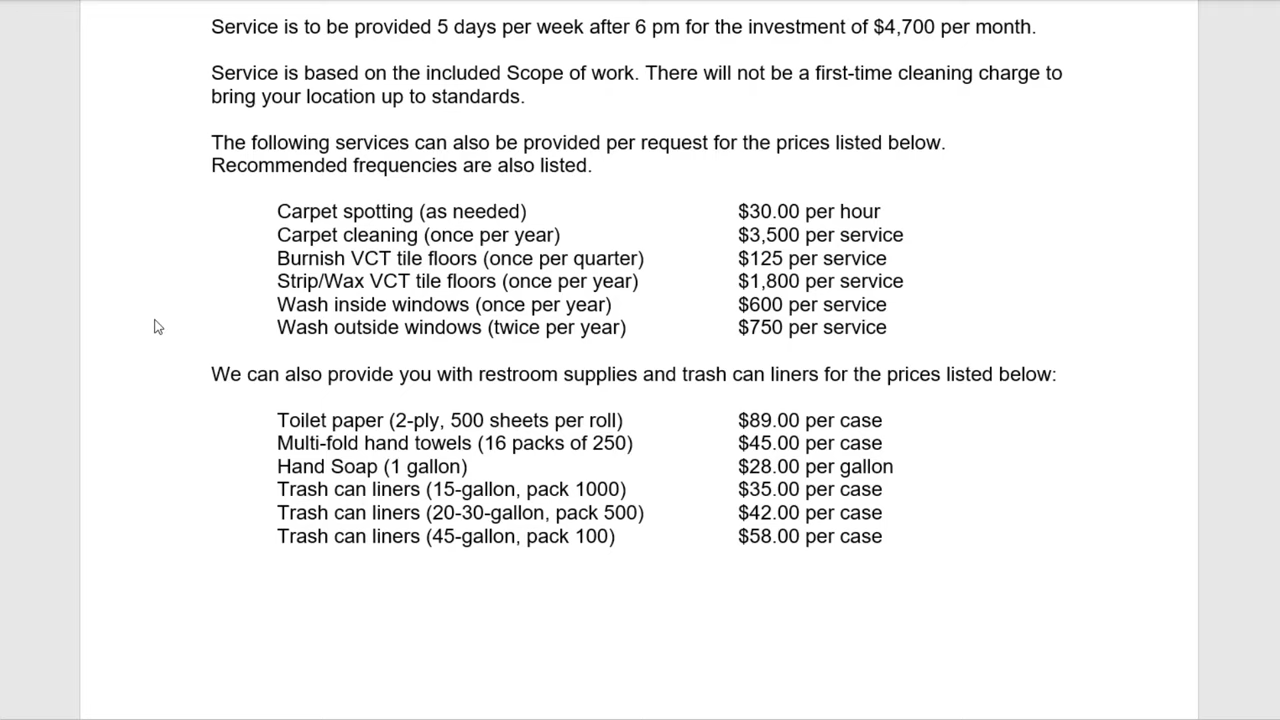 Service is to be provided 5 days per week after 6 pm for the investment of $4,700 per month.
Service is based on the included Scope of work. There will not be a first-time cleaning charge to
bring your location up to standards.
The following services can also be provided per request for the prices listed below.
Recommended frequencies are also listed.
Carpet spotting (as needed) $30.00 per hour
Carpet cleaning (once per year) $3,500 per service
Burnish VCT tile floors (once per quarter) $125 per service
Strip/Wax VCT tile floors (once per year) $1,800 per service
Wash inside windows (once per year) $600 per service
Wash outside windows (twice per year) $750 per service
We can also provide you with restroom supplies and trash can liners for the prices listed below:
Toilet paper (2-ply, 500 sheets per roll) $89.00 per case
Multi-fold hand towels (16 packs of 250) $45.00 per case
Hand Soap (1 gallon) $28.00 per gallon
Trash can liners (15-gallon, pack 1000) $35.00 per case
Trash can liners (20-30-gallon, pack 500) $42.00 per case
Trash can liners (45-gallon, pack 100) $58.00 per case